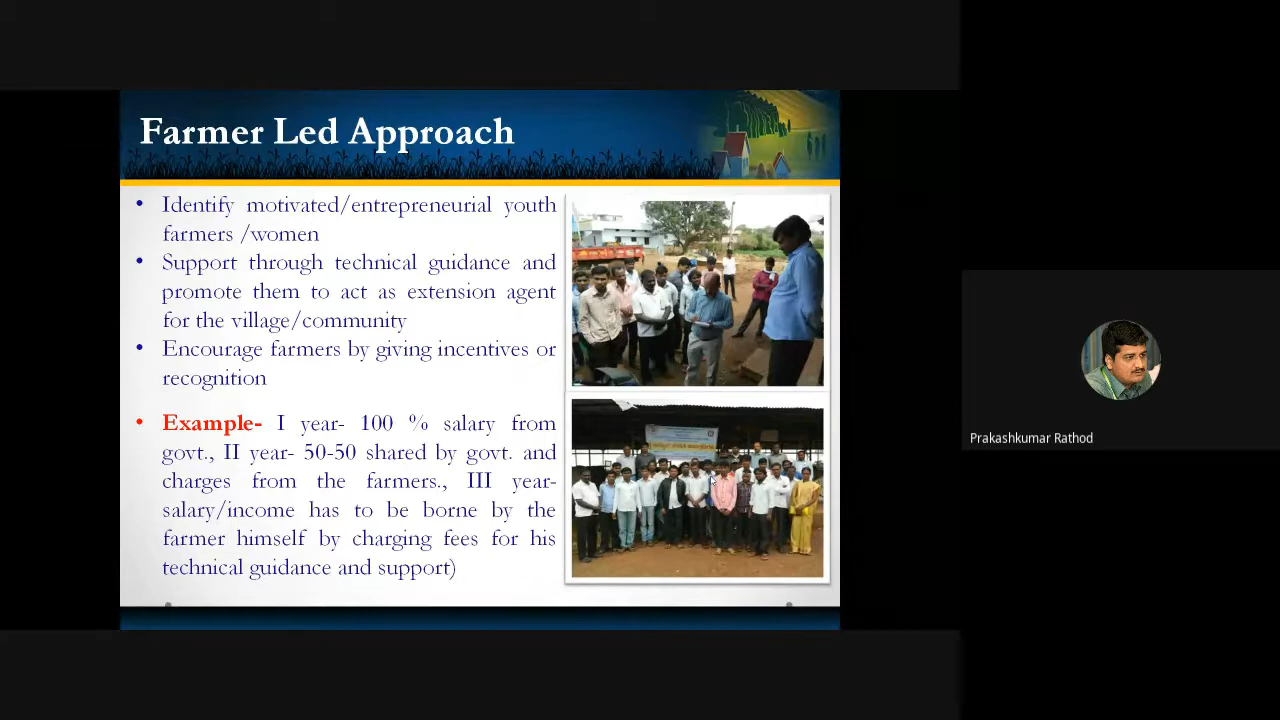 Farmer Led Approach
• Identify motivated/entrepreneurial youth
farmers /women
• Support through technical guidance and
promote them to act as extension agent
for the village/community
• Encourage farmers by giving incentives or
recognition
• Example- I year- 100 % salary from
govt., II year- 50-50 shared by govt. and
charges from the farmers., III year-
salary/income has to be borne by the
farmer himself by charging fees for his
technical guidance and support)
Prakashkumar Rathod